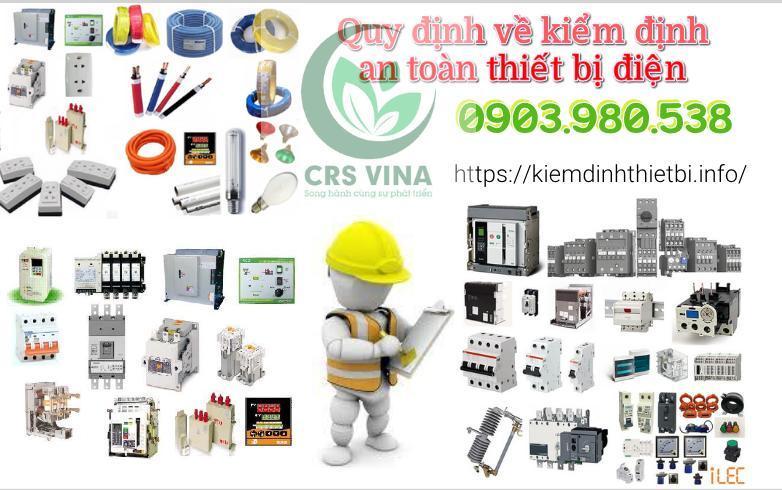 Quy định về kiểm định
an toàn thiết bị điện
0903.980.538
CRS VINA
Song hành cùng sự phát triển
https://kiemdinhthietbi.info/
iLEC